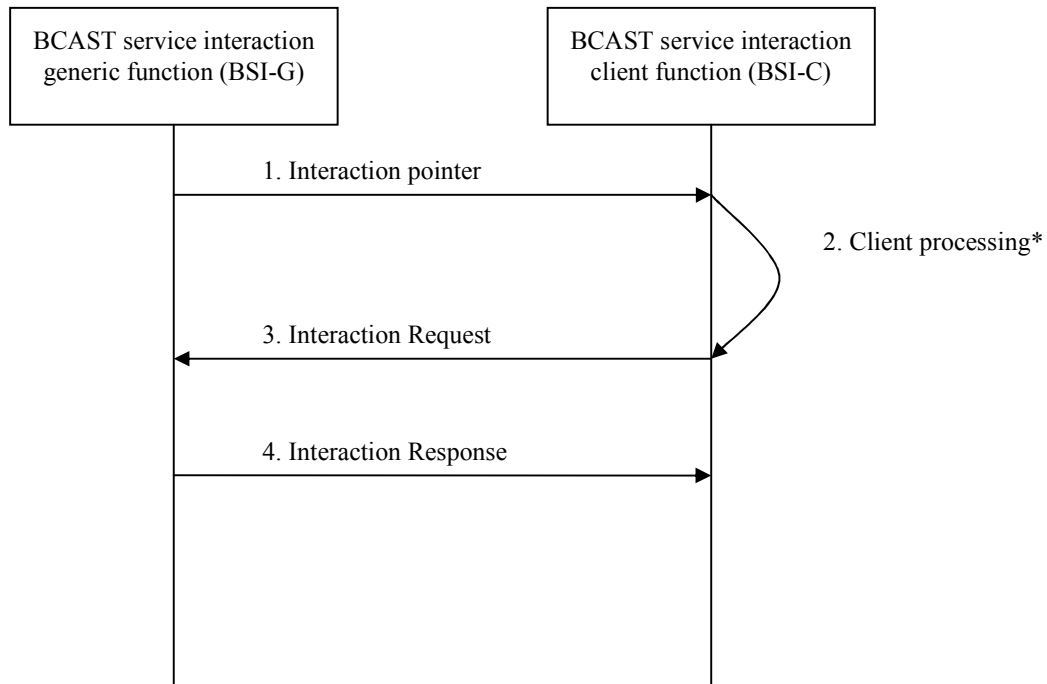 BCAST service interaction
generic function (BSI-G)
BCAST service interaction
client function (BSI-C)
1. Interaction pointer
2. Client processing*
3. Interaction Request
4. Interaction Response